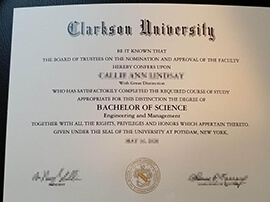 Clarkson University
BE IT KNOWN THAT
THE BOARD OF TRUSTEES ON THE NOMINATION AND APPROVAL OF THE FACULTY
HEREBY CONFERS UPON
CALLIE ANN LINDSAY
With Great Distinction
WHO HAS SATISFACTORILY COMPLETED THE REQUIRED COURSE OF STUDY
APPROPRIATE FOR THIS DISTINCTION THE DEGREE OF
BACHELOR OF SCIENCE
Engineering and Management
TOGETHER WITH ALL THE RIGHTS, PRIVILEGES AND HONORS WHICH APPERTAIN THERETO.
GIVEN UNDER THE SEAL OF THE UNIVERSITY AT POTSDAM, NEW YORK,
MAY
PRESIDENT